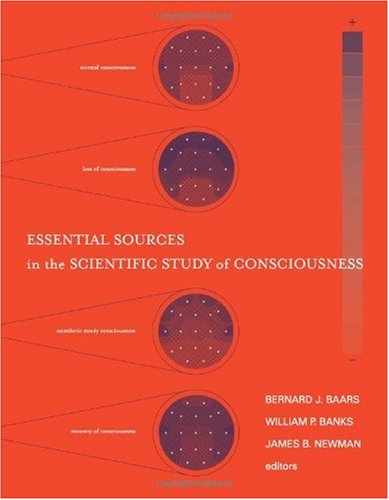 +
normal consciousness
loss of consciousness
ESSENTIAL SOURCES
in the SCIENTIFIC STUDY of CONSCIOUSNESS
anesthetic steady consciousness
recovery of consciousness
-
BERNARD J. BAARS
WILLIAM P. BANKS
JAMES B. NEWMAN
editors